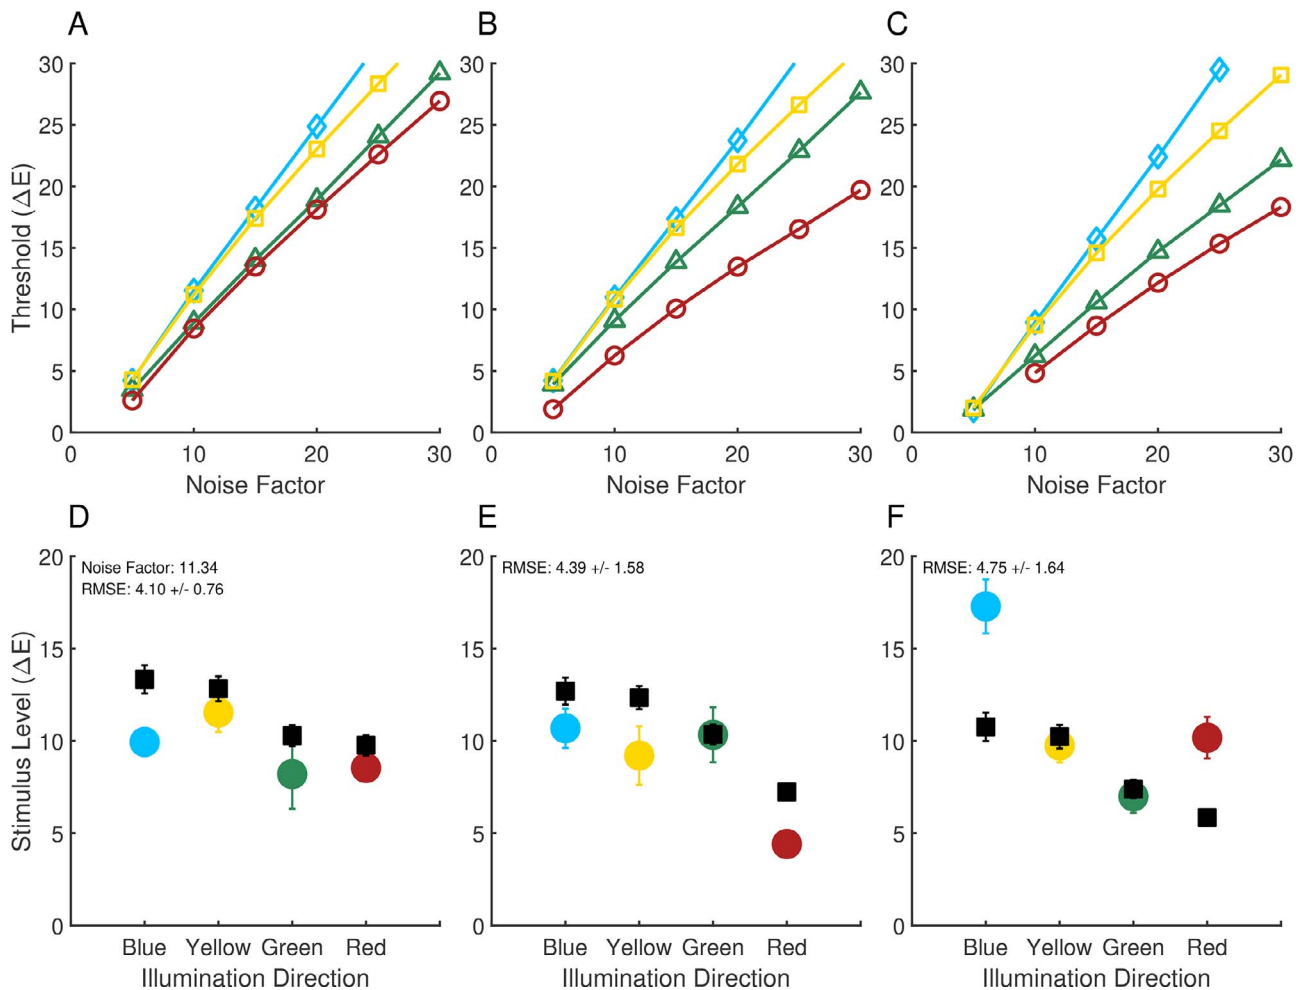 A
B
C
30
25
20
15
10
5
0
0
10
20
30
Threshold (ΔE)
Noise Factor
30
25
20
15
10
5
0
0
10
20
30
Noise Factor
30
25
20
15
10
5
0
0
10
20
30
Noise Factor
D
E
F
20
15
10
5
0
Stimulus Level (ΔE)
Noise Factor: 11.34
RMSE: 4.10 +/- 0.76
Blue Yellow Green Red
Illumination Direction
20
15
10
5
0
RMSE: 4.39 +/- 1.58
Blue Yellow Green Red
Illumination Direction
20
15
10
5
0
RMSE: 4.75 +/- 1.64
Blue Yellow Green Red
Illumination Direction